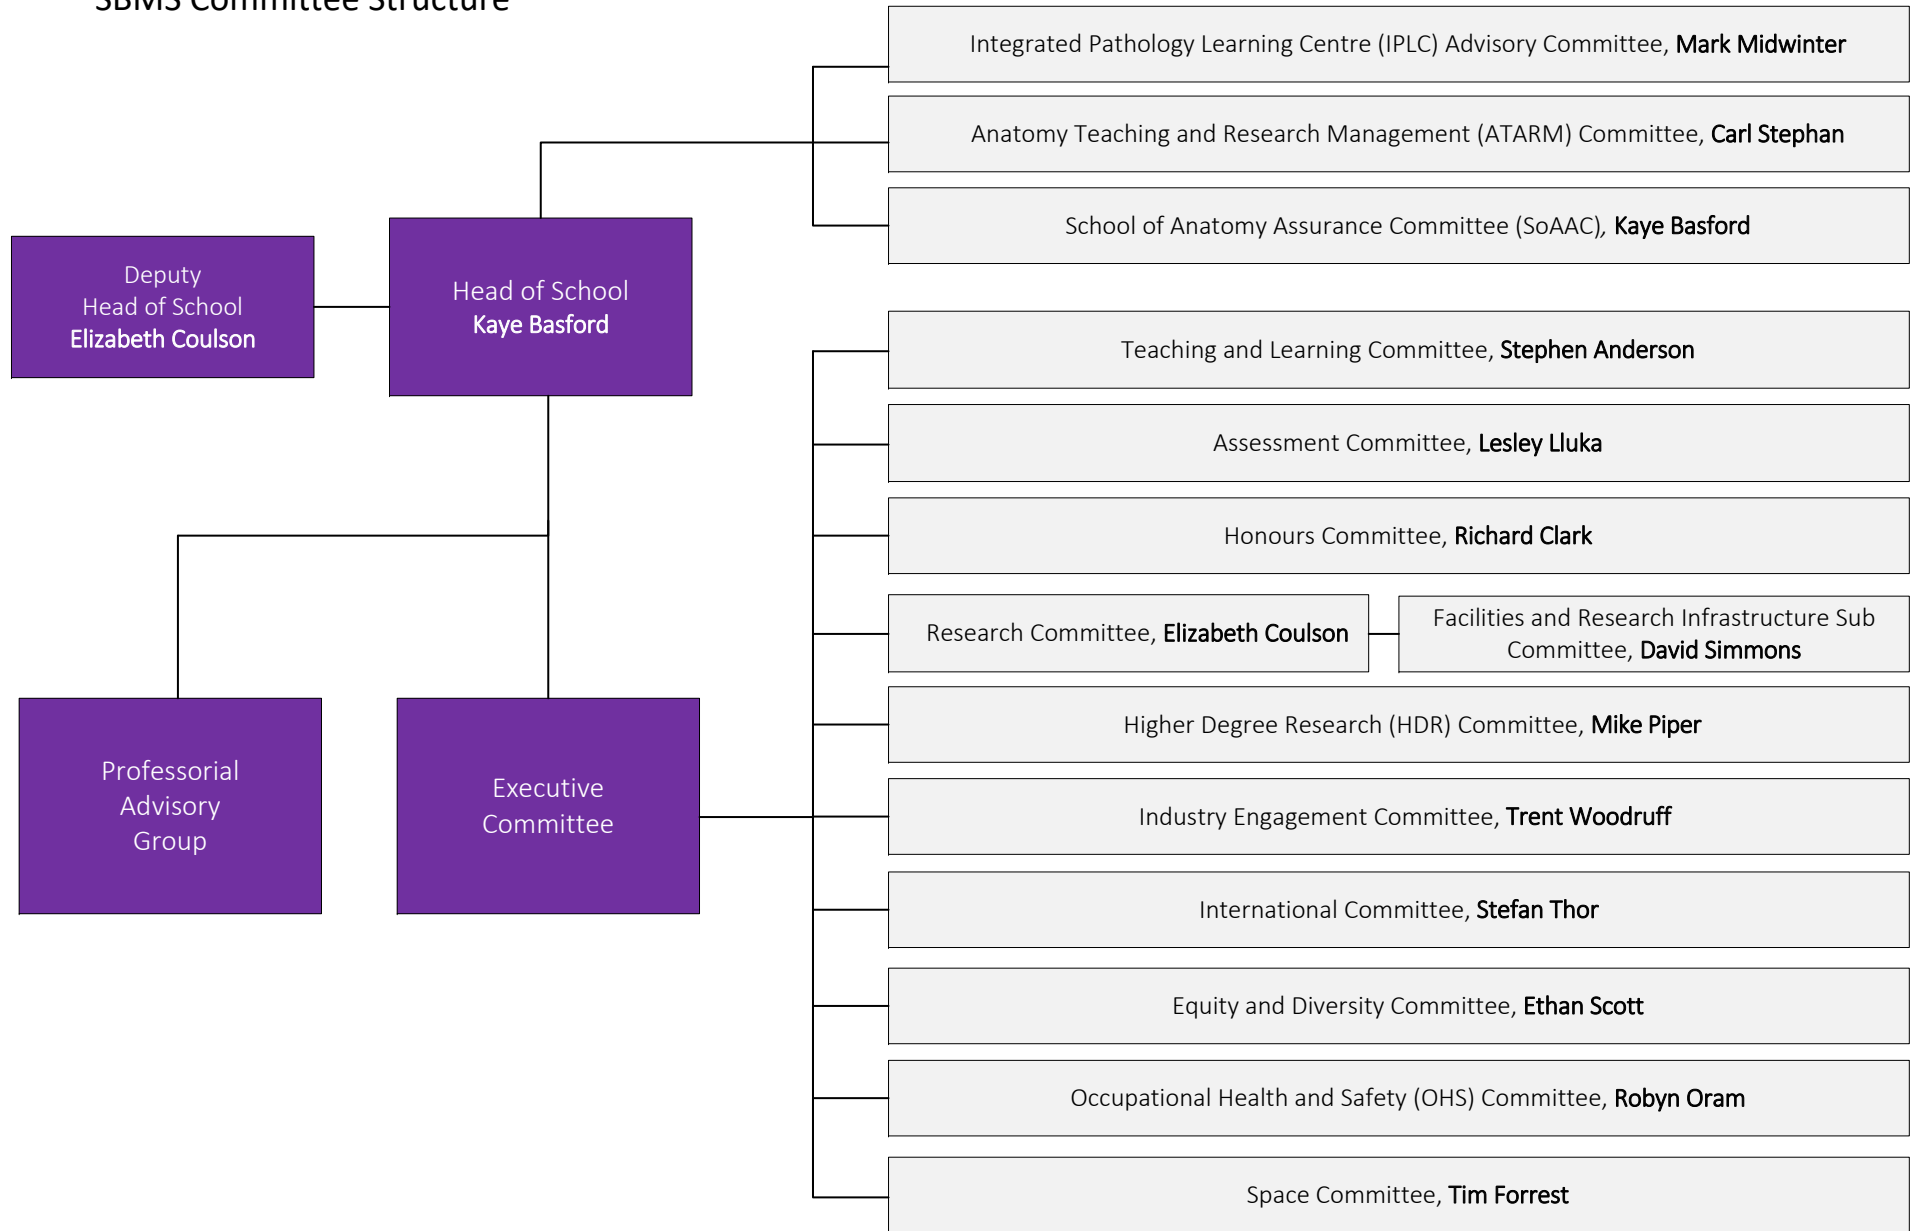 SBMS Committee Structure
Integrated Pathology Learning Centre (IPLC) Advisory Committee, Mark Midwinter
Anatomy Teaching and Research Management (ATARM) Committee, Carl Stephan
School of Anatomy Assurance Committee (SoAAC), Kaye Basford
Deputy
Head of School
Elizabeth Coulson
Head of School
Kaye Basford
Teaching and Learning Committee, Stephen Anderson
Assessment Committee, Lesley Lluka
Honours Committee, Richard Clark
Research Committee, Elizabeth Coulson
Facilities and Research Infrastructure Sub
Committee, David Simmons
Higher Degree Research (HDR) Committee, Mike Piper
Professorial
Advisory
Group
Executive
Committee
Industry Engagement Committee, Trent Woodruff
International Committee, Stefan Thor
Equity and Diversity Committee, Ethan Scott
Occupational Health and Safety (OHS) Committee, Robyn Oram
Space Committee, Tim Forrest